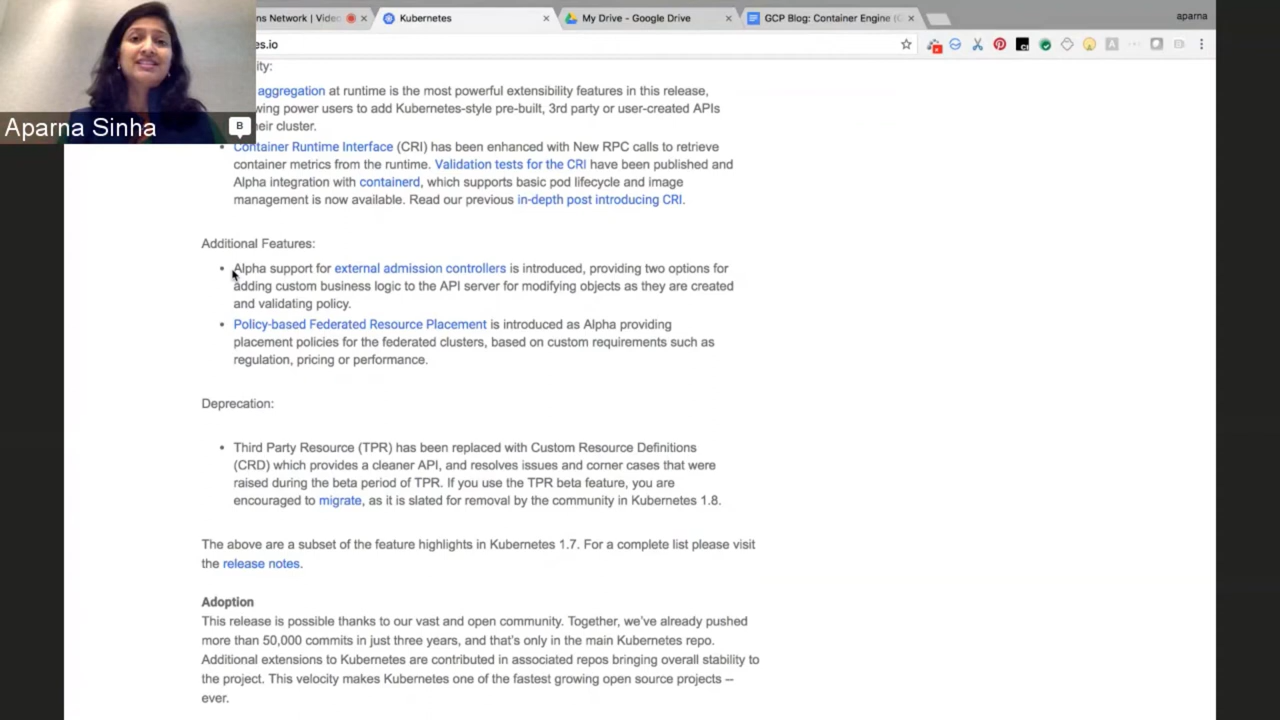 ns Network | Video
Kubernetes
My Drive - Google Drive
GCP Blog: Container Engine (
aparna
es.io
Aparna Sinha
B
ity:
aggregation at runtime is the most powerful extensibility features in this release,
wing power users to add Kubernetes-style pre-built, 3rd party or user-created APIs
eir cluster.
• Container Runtime Interface (CRI) has been enhanced with New RPC calls to retrieve
container metrics from the runtime. Validation tests for the CRI have been published and
Alpha integration with containerd, which supports basic pod lifecycle and image
management is now available. Read our previous in-depth post introducing CRI.
Additional Features:
• Alpha support for external admission controllers is introduced, providing two options for
adding custom business logic to the API server for modifying objects as they are created
and validating policy.
• Policy-based Federated Resource Placement is introduced as Alpha providing
placement policies for the federated clusters, based on custom requirements such as
regulation, pricing or performance.
Deprecation:
• Third Party Resource (TPR) has been replaced with Custom Resource Definitions
(CRD) which provides a cleaner API, and resolves issues and corner cases that were
raised during the beta period of TPR. If you use the TPR beta feature, you are
encouraged to migrate, as it is slated for removal by the community in Kubernetes 1.8.
The above are a subset of the feature highlights in Kubernetes 1.7. For a complete list please visit
the release notes.
Adoption
This release is possible thanks to our vast and open community. Together, we've already pushed
more than 50,000 commits in just three years, and that's only in the main Kubernetes repo.
Additional extensions to Kubernetes are contributed in associated repos bringing overall stability to
the project. This velocity makes Kubernetes one of the fastest growing open source projects --
ever.